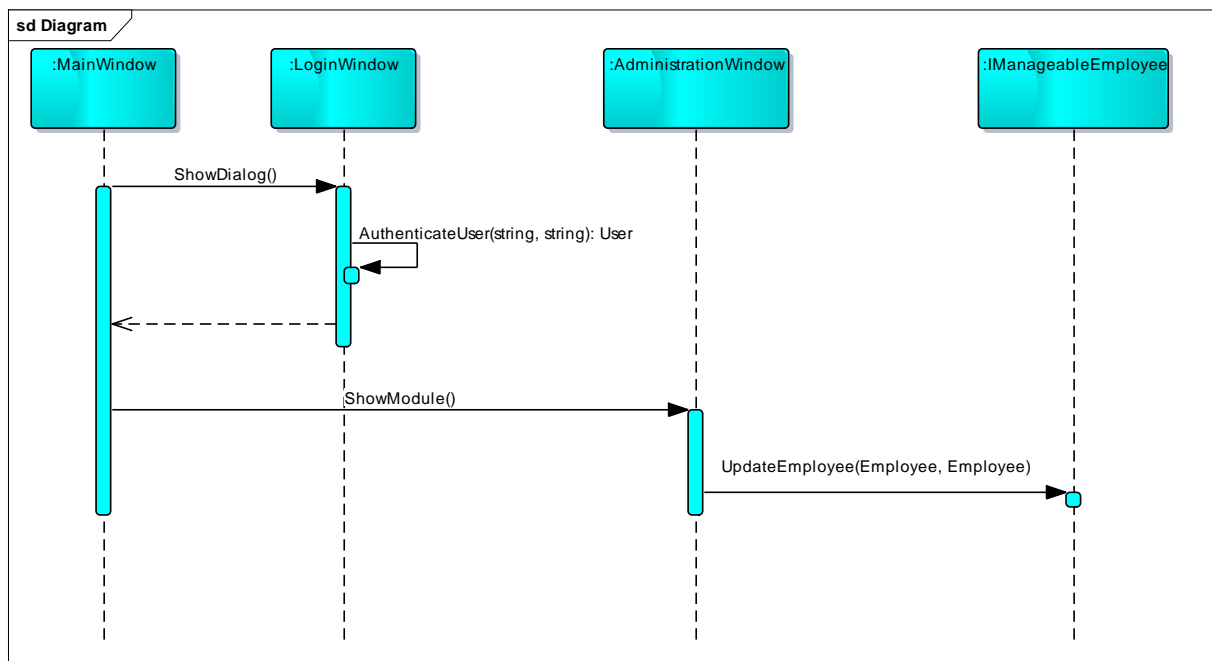 sd Diagram
:MainWindow
:LoginWindow
:AdministrationWindow
:IManageableEmployee
ShowDialog()
AuthenticateUser(string, string): User
ShowModule()
UpdateEmployee(Employee, Employee)